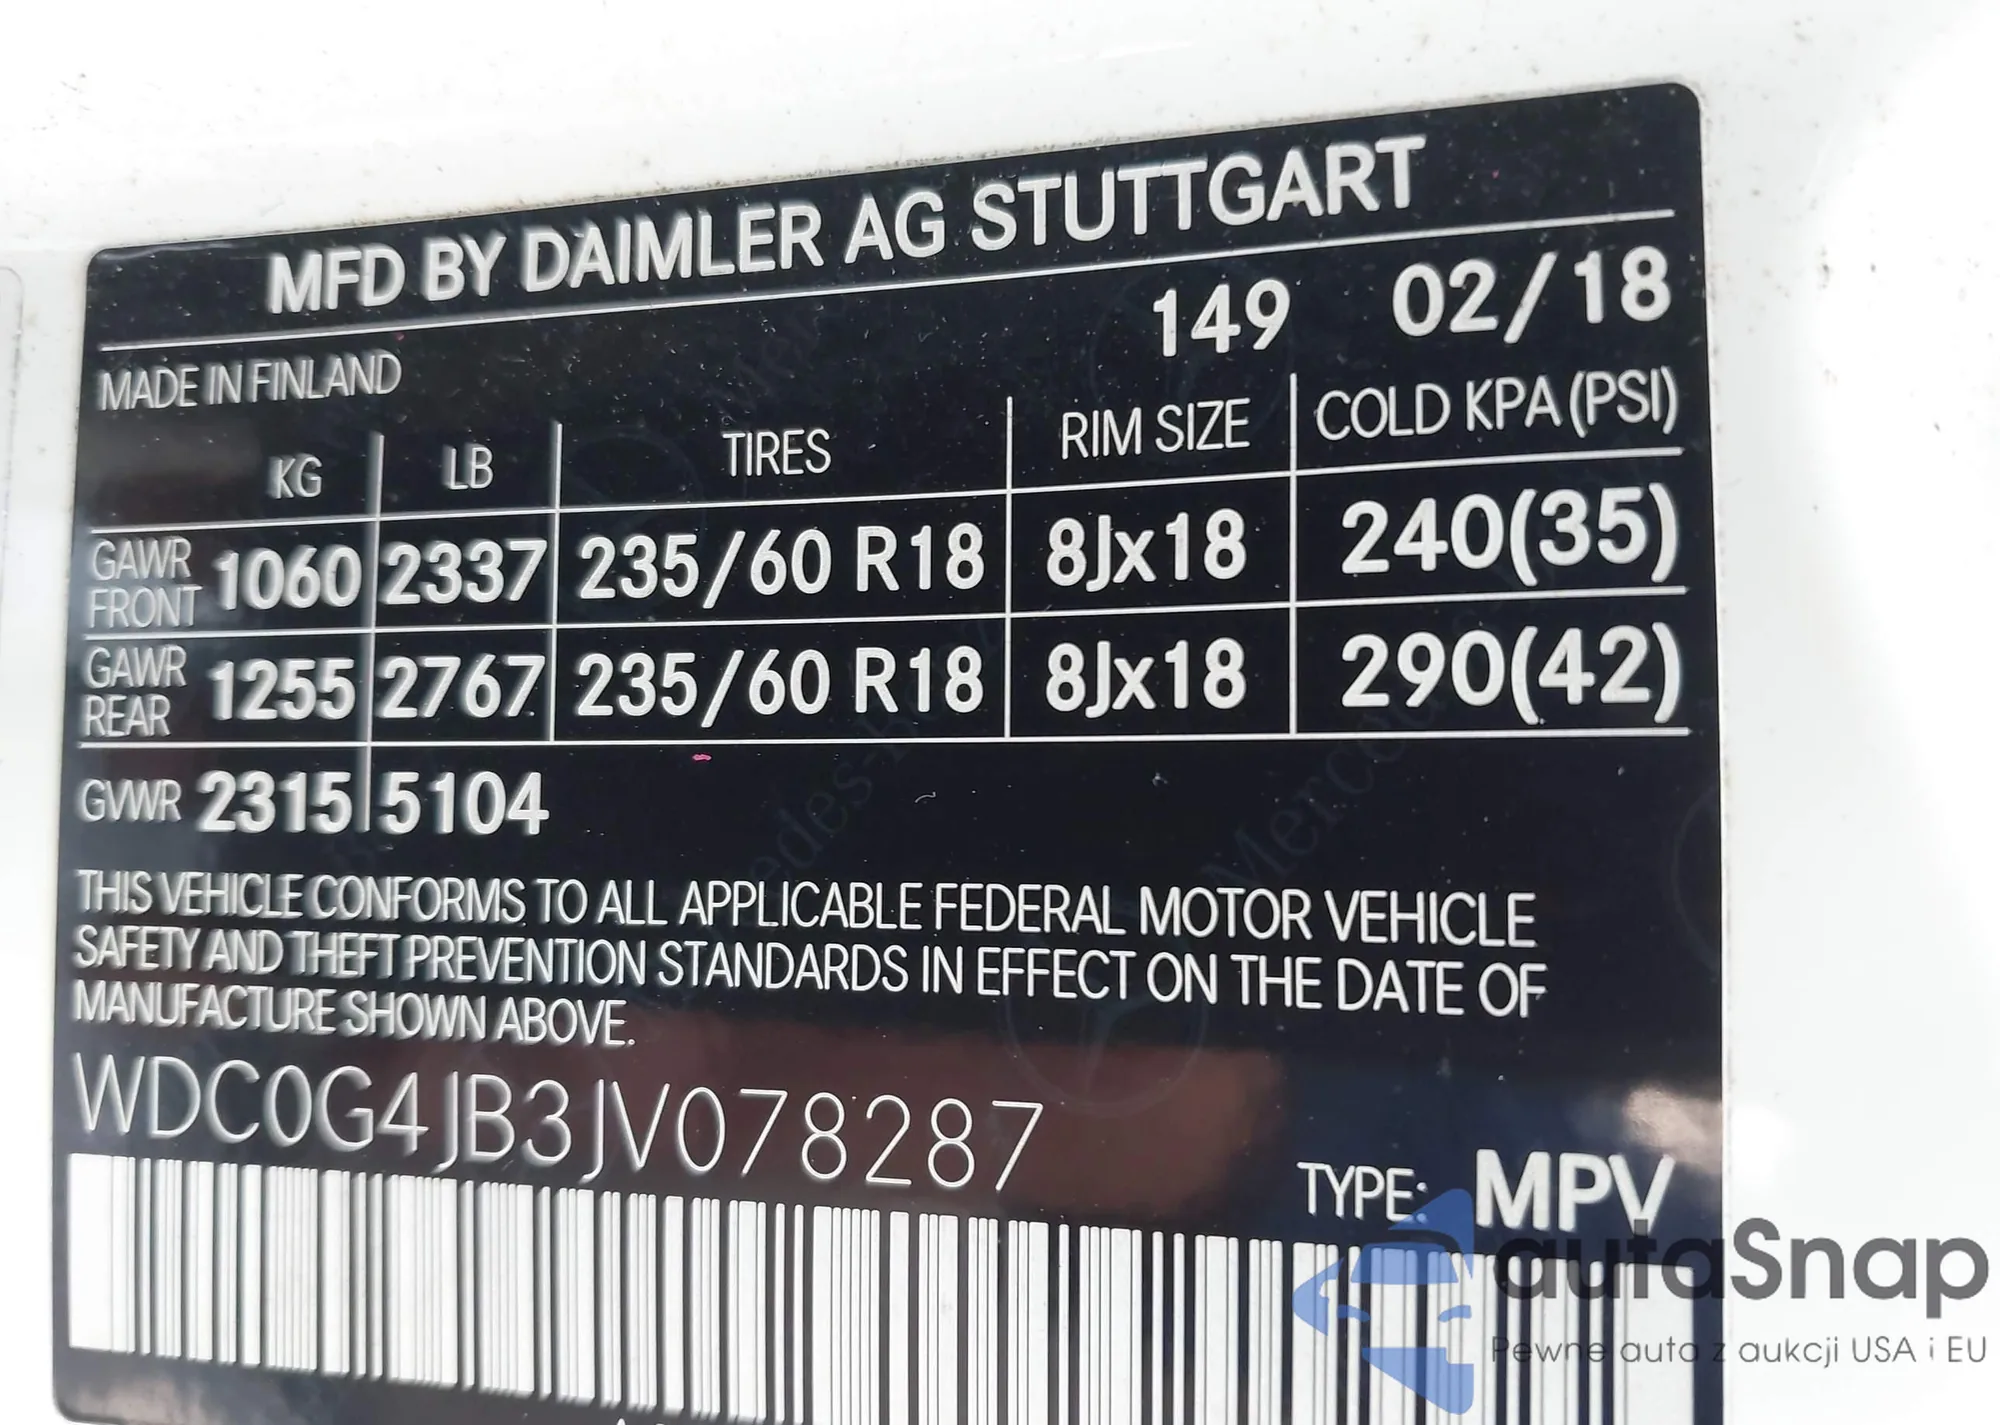 MFD BY DAIMLER AG STUTTGART
149 02/18
MADE IN FINLAND
KG LB TIRES RIM SIZE COLD KPA (PSI)
GAWR FRONT 1060 2337 235/60 R18 8Jx18 240(35)
GAWR REAR 1255 2767 235/60 R18 8Jx18 290(42)
GVWR 2315 5104
THIS VEHICLE CONFORMS TO ALL APPLICABLE FEDERAL MOTOR VEHICLE
SAFETY AND THEFT PREVENTION STANDARDS IN EFFECT ON THE DATE OF
MANUFACTURE SHOWN ABOVE.
WDC0G4JB3JV078287
TYPE: MPV
autaSnap
Pewne auta z aukcji USA i EU